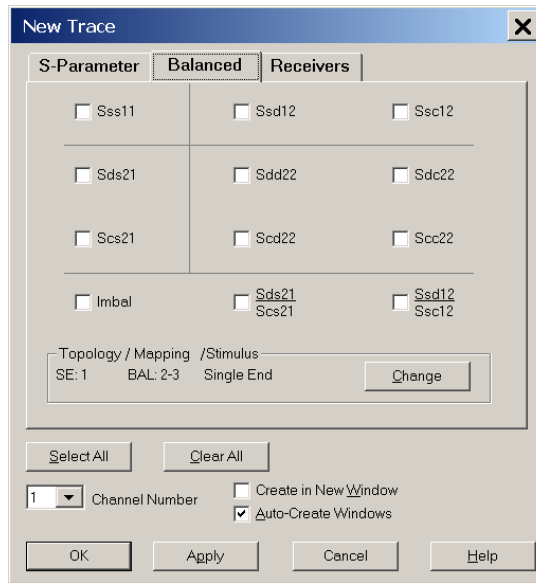 New Trace
S-Parameter Balanced Receivers
Sss11 Ssd12 Ssc12
Sds21 Sdd22 Sdc22
Scs21 Scd22 Scc22
Imbal Sds21 Ssd12
Scs21 Ssc12
Topology / Mapping /Stimulus
SE: 1 BAL: 2-3 Single End Change
Select All Clear All
1 Channel Number Create in New Window
Auto-Create Windows
OK Apply Cancel Help